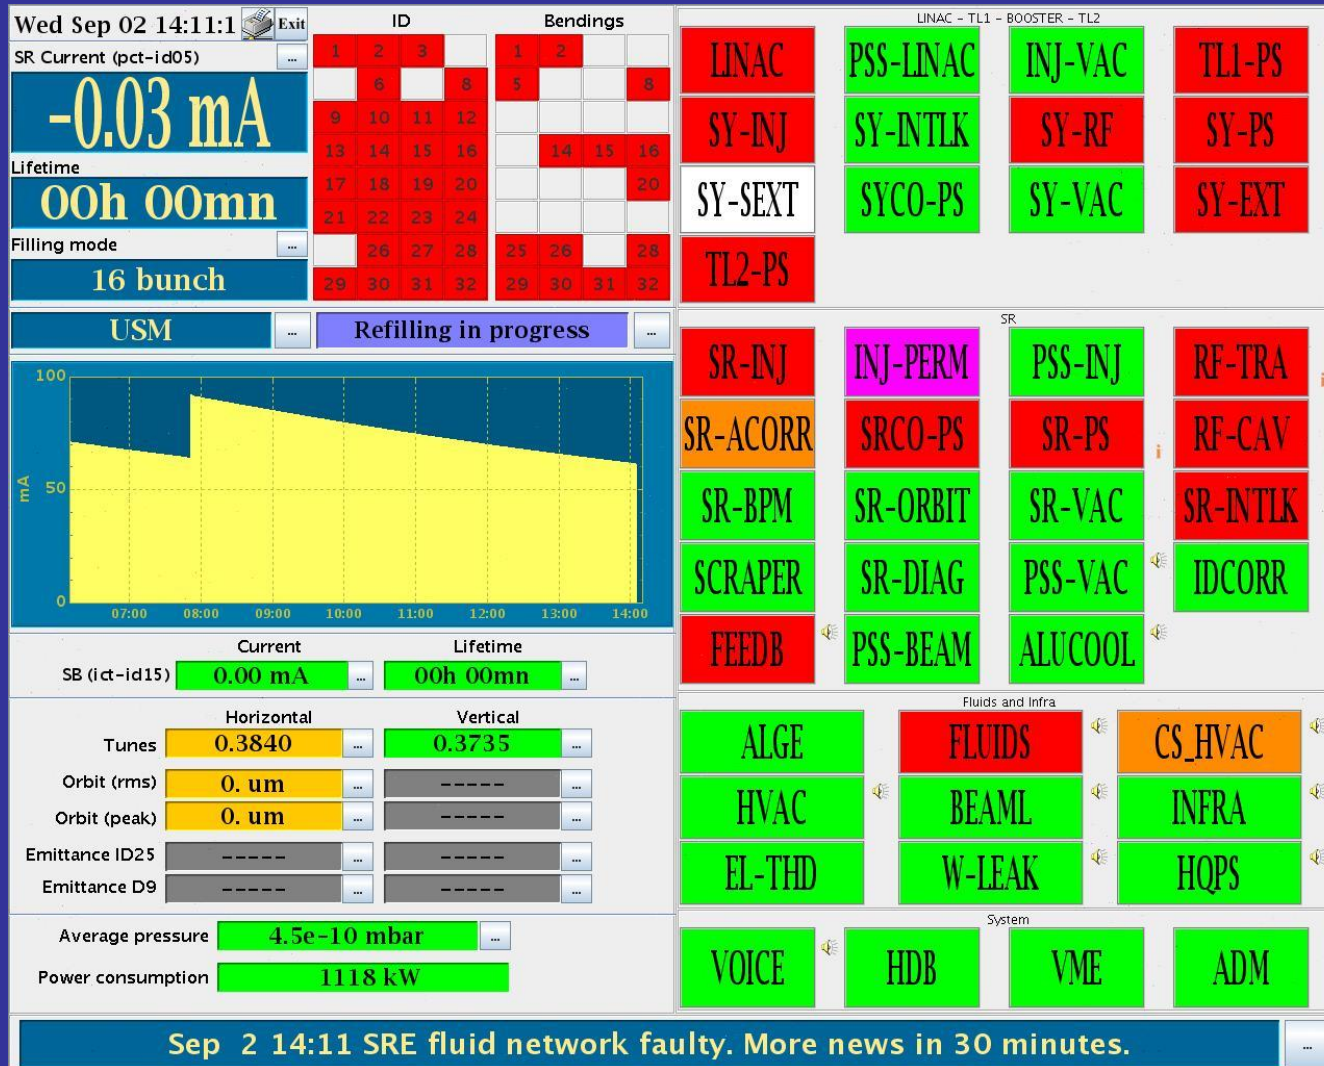 Wed Sep 02 14:11:1 Exit
SR Current (pct-id05) ...
-0.03 mA
Lifetime
00h 00mn
Filling mode ...
16 bunch
ID
1 2 3
6 8
9 10 11 12
13 14 15 16
17 18 19 20
21 22 23 24
26 27 28
29 30 31 32
Bendings
1 2
5 8
14 15 16
20
25 26 28
29 30 31 32
USM ... Refilling in progress ...
100
mA 50
0
07:00 08:00 09:00 10:00 11:00 12:00 13:00 14:00
Current Lifetime
SB (ict-id15) 0.00 mA ... 00h 00mn ...
Horizontal Vertical
Tunes 0.3840 ... 0.3735 ...
Orbit (rms) 0. um ... ----- ...
Orbit (peak) 0. um ... ----- ...
Emittance ID25 ----- ... ----- ...
Emittance D9 ----- ... ----- ...
Average pressure 4.5e-10 mbar ...
Power consumption 1118 kW
LINAC - TL1 - BOOSTER - TL2
LINAC PSS-LINAC INJ-VAC TL1-PS
SY-INJ SY-INTLK SY-RF SY-PS
SY-SEXT SYCO-PS SY-VAC SY-EXT
TL2-PS
SR
SR-INJ INJ-PERM PSS-INJ RF-TRA i
SR-ACORR SRCO-PS SR-PS i RF-CAV
SR-BPM SR-ORBIT SR-VAC SR-INTLK
SCRAPER SR-DIAG PSS-VAC IDCORR
FEEDB PSS-BEAM ALUCOOL
Fluids and Infra
ALGE FLUIDS CS_HVAC
HVAC BEAML INFRA
EL-THD W-LEAK HQPS
System
VOICE HDB VME ADM
Sep 2 14:11 SRE fluid network faulty. More news in 30 minutes. ...